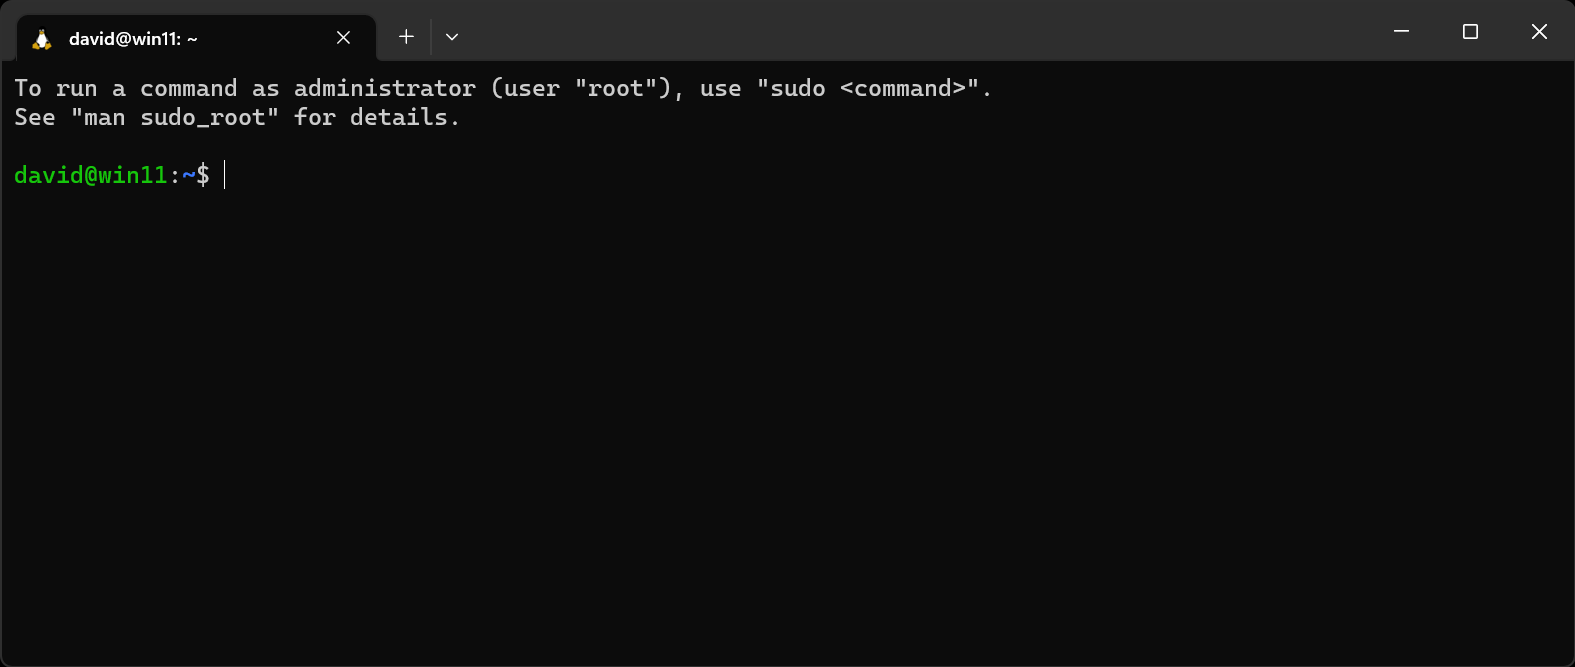 david@win11: ~
To run a command as administrator (user "root"), use "sudo <command>".
See "man sudo_root" for details.
david@win11:~$